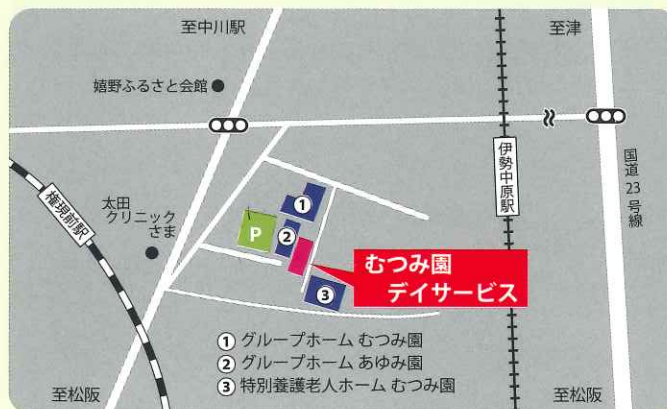 至中川駅
至津
嬉野ふるさと会館
国道23号線
伊勢中原駅
権現前駅
太田
クリニック
さま
①
P
②
むつみ園
デイサービス
③
① グループホーム むつみ園
② グループホーム あゆみ園
③ 特別養護老人ホーム むつみ園
至松阪
至松阪